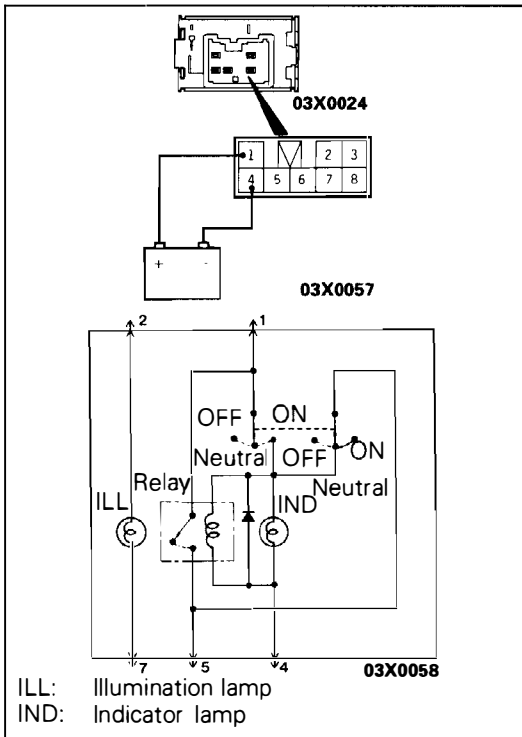 03X0024
1 2 3
4 5 6 7 8
+ -
03X0057
2 1
OFF ON
Neutral OFF ON
Relay Neutral
ILL IND
7 5 4
03X0058
ILL: Illumination lamp
IND: Indicator lamp